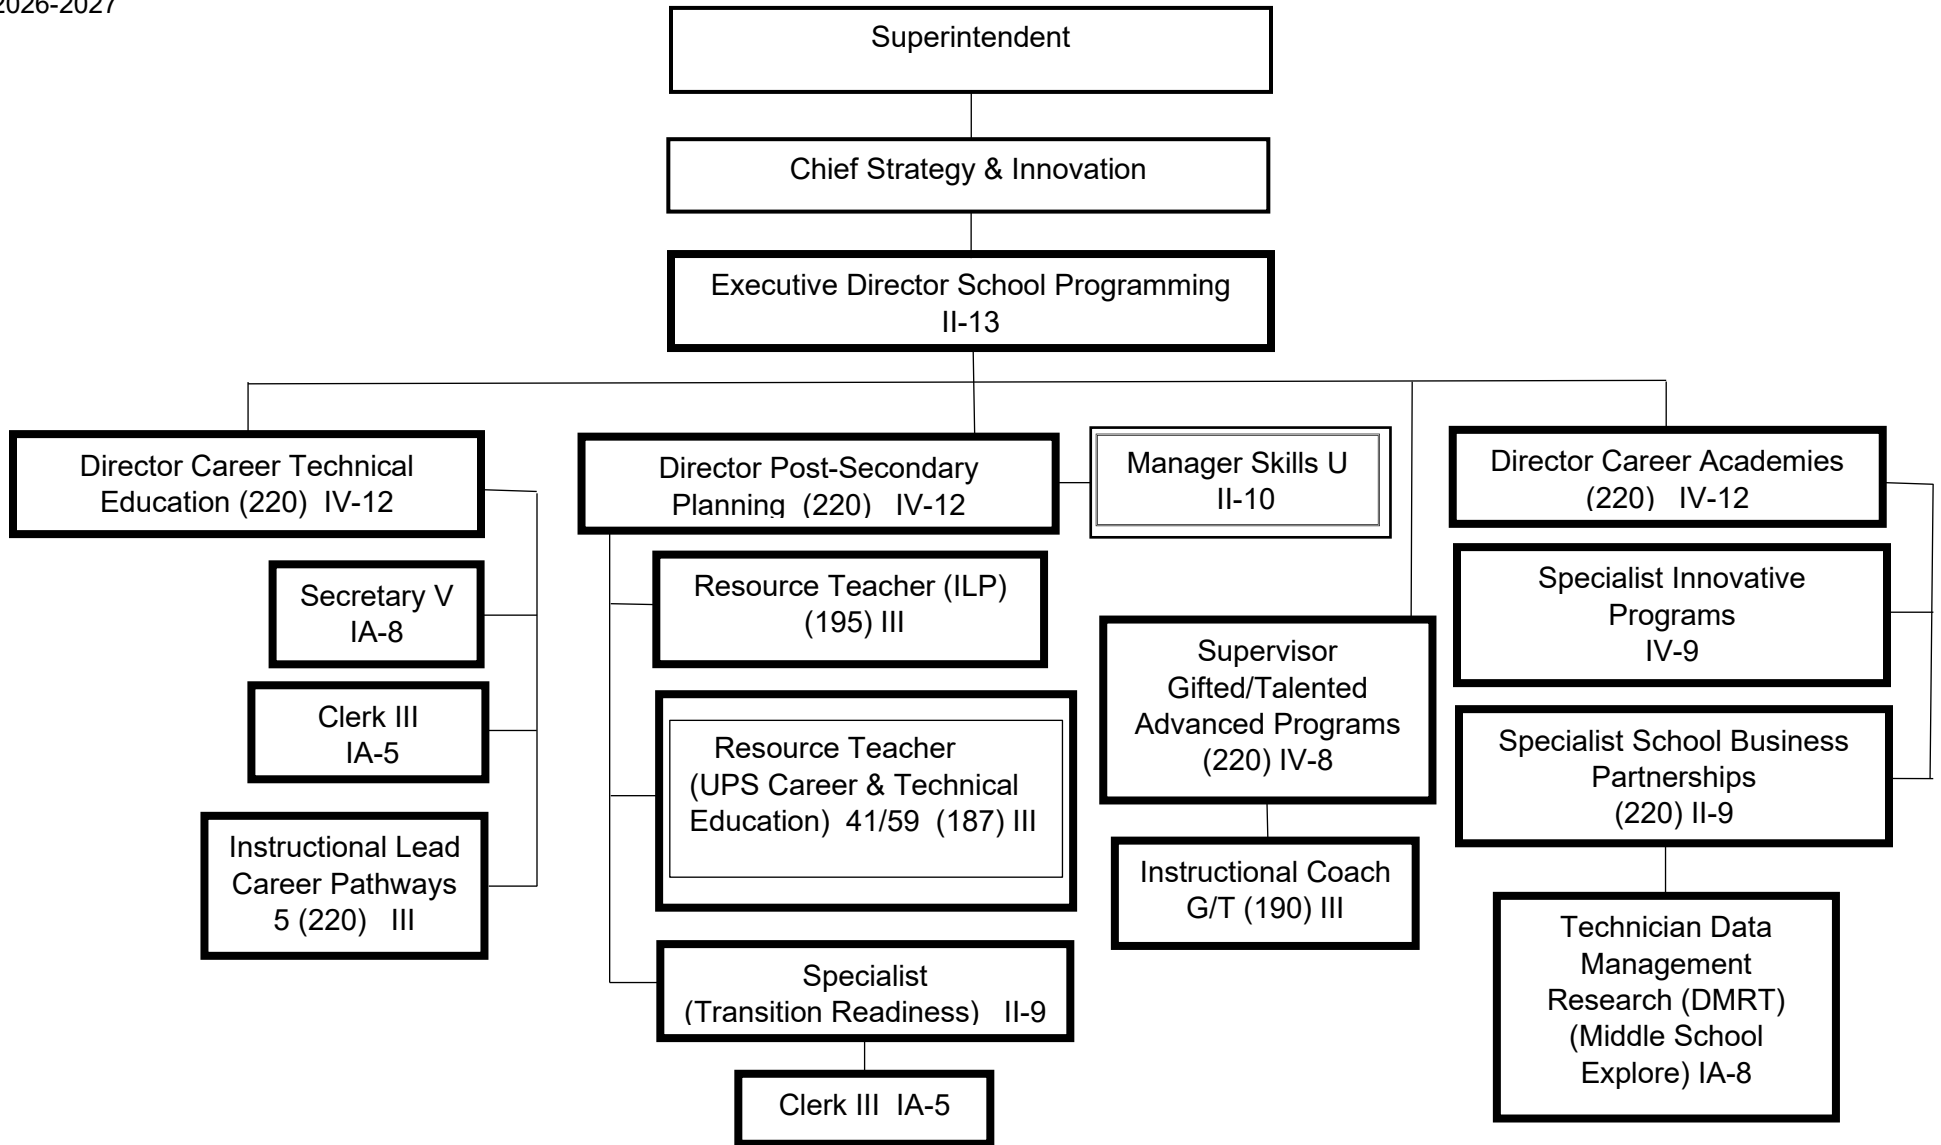 2026-2027
Superintendent
Chief Strategy & Innovation
Executive Director School Programming
II-13
Director Career Technical
Education (220) IV-12
Secretary V
IA-8
Clerk III
IA-5
Instructional Lead
Career Pathways
5 (220) III
Director Post-Secondary
Planning (220) IV-12
Manager Skills U
II-10
Resource Teacher (ILP)
(195) III
Resource Teacher
(UPS Career & Technical
Education) 41/59 (187) III
Specialist
(Transition Readiness) II-9
Clerk III IA-5
Supervisor
Gifted/Talented
Advanced Programs
(220) IV-8
Instructional Coach
G/T (190) III
Director Career Academies
(220) IV-12
Specialist Innovative
Programs
IV-9
Specialist School Business
Partnerships
(220) II-9
Technician Data
Management
Research (DMRT)
(Middle School
Explore) IA-8